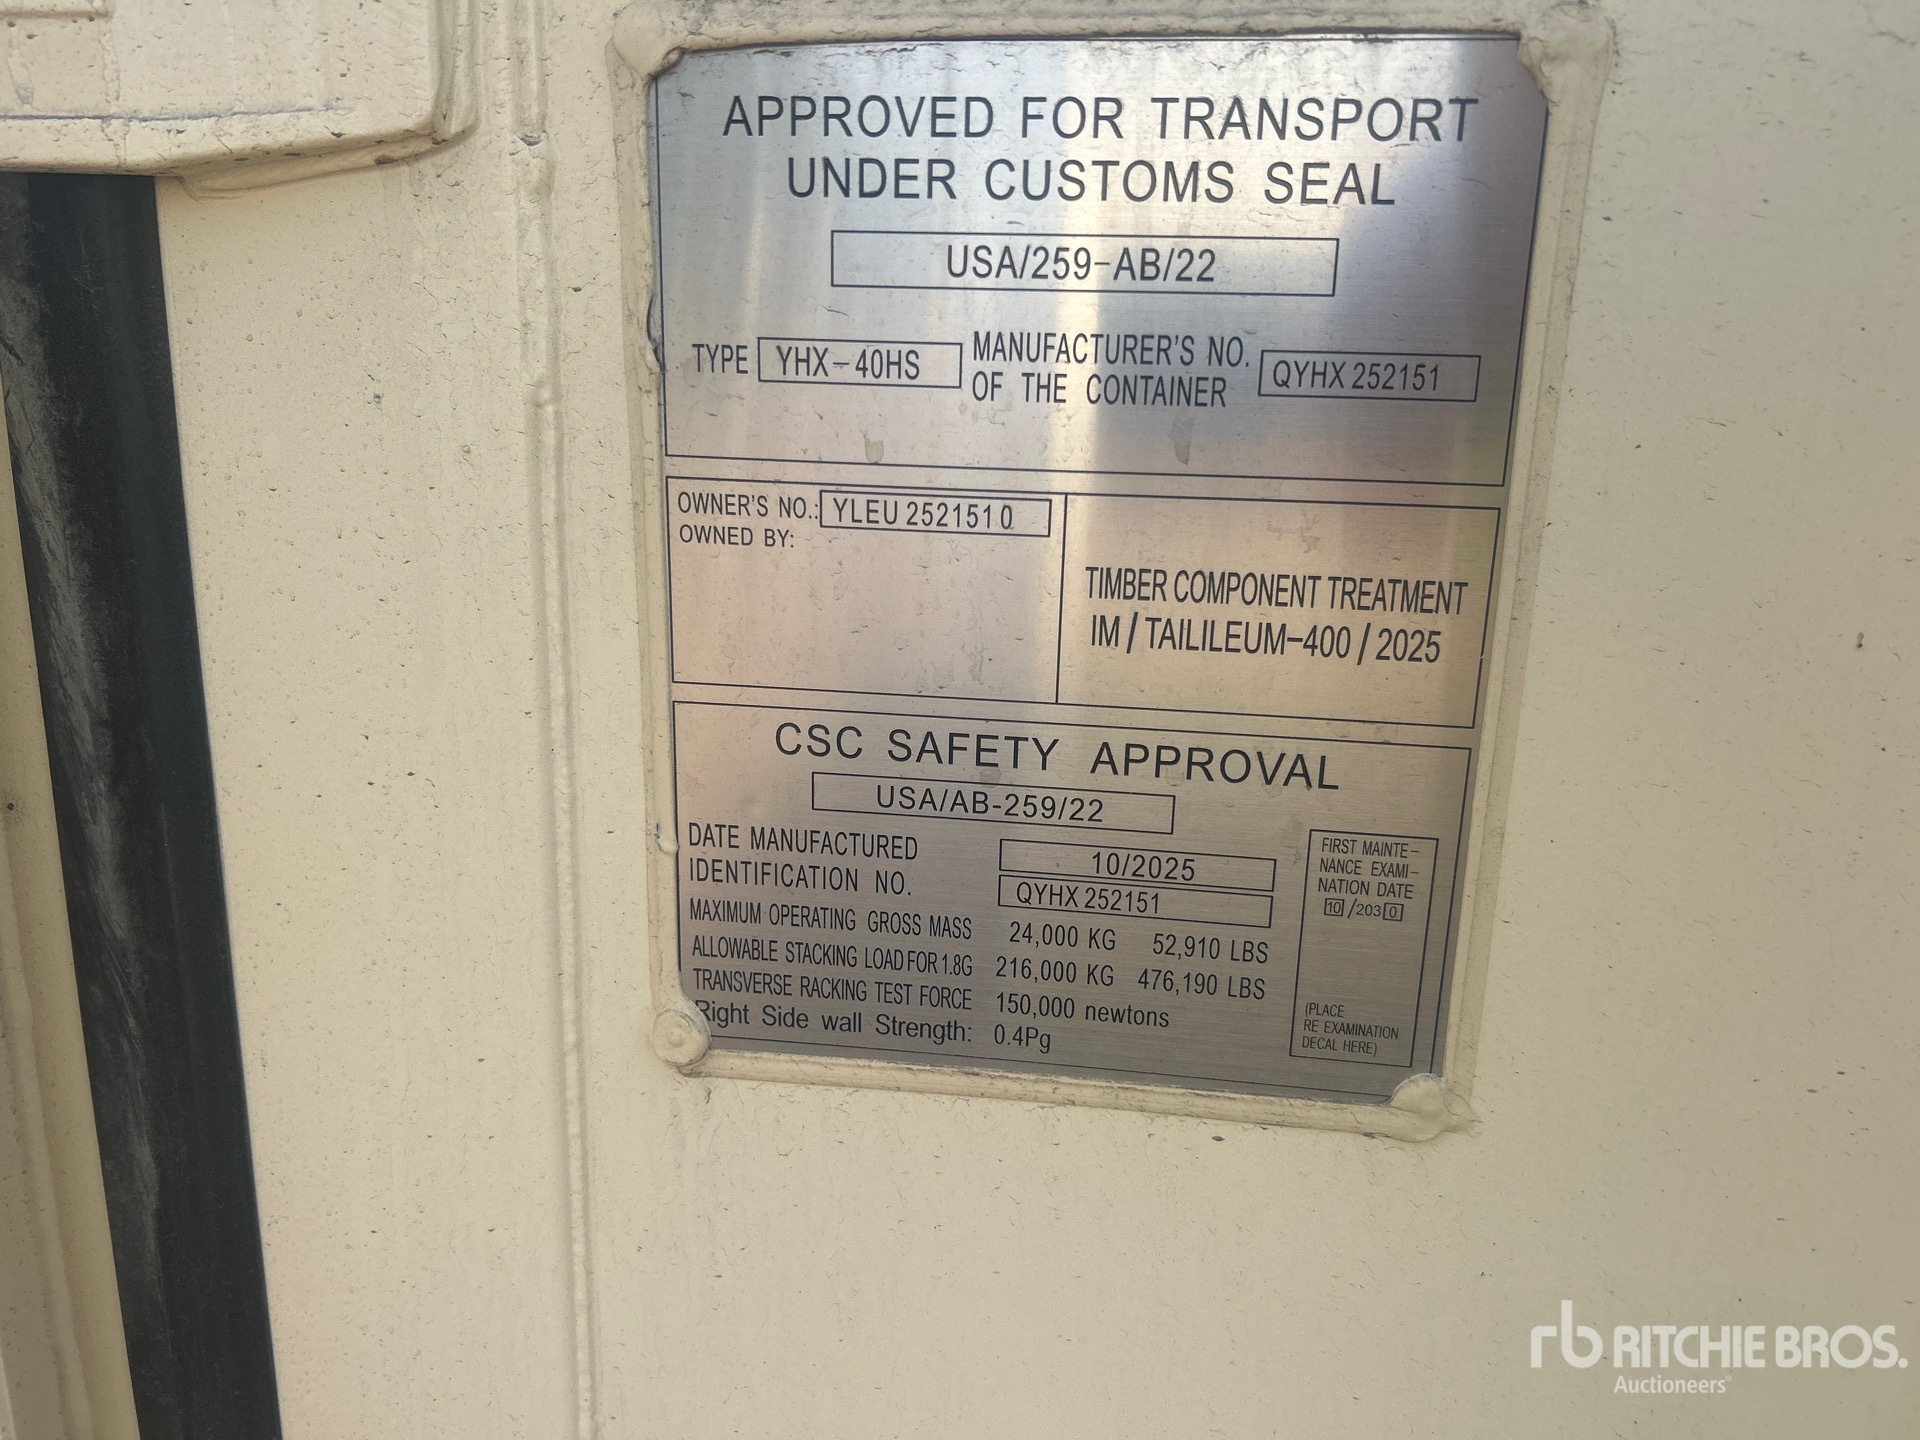 APPROVED FOR TRANSPORT
UNDER CUSTOMS SEAL
USA/259-AB/22
TYPE YHX-40HS MANUFACTURER'S NO. OF THE CONTAINER QYHX 252151
OWNER'S NO.: YLEU 252151 0
OWNED BY:
TIMBER COMPONENT TREATMENT
IM / TAILILEUM-400 / 2025
CSC SAFETY APPROVAL
USA/AB-259/22
DATE MANUFACTURED 10/2025
IDENTIFICATION NO. QYHX 252151
MAXIMUM OPERATING GROSS MASS 24,000 KG 52,910 LBS
ALLOWABLE STACKING LOAD FOR 1.8G 216,000 KG 476,190 LBS
TRANSVERSE RACKING TEST FORCE 150,000 newtons
Right Side wall Strength: 0.4Pg
FIRST MAINTE-
NANCE EXAMI-
NATION DATE
10/2030
(PLACE
RE EXAMINATION
DECAL HERE)
rb RITCHIE BROS.
Auctioneers